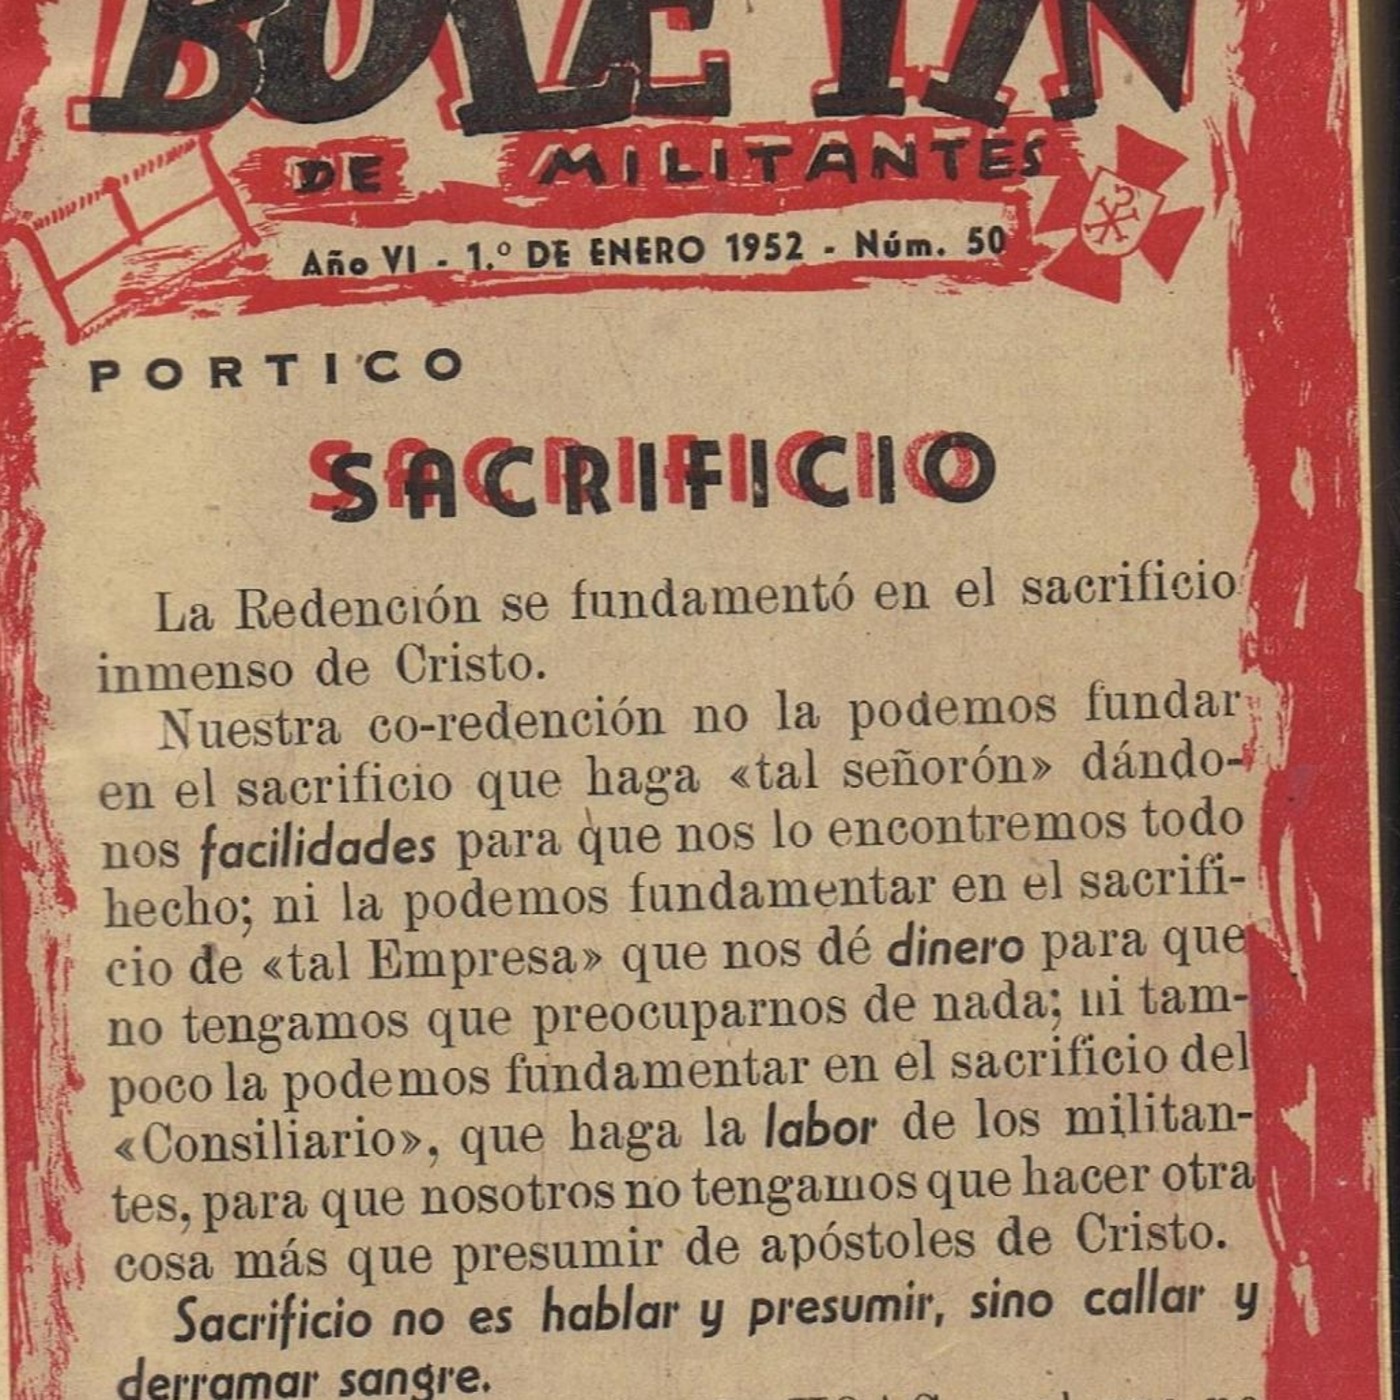 BOLETIN
DE MILITANTES
Año VI - 1.º DE ENERO 1952 - Núm. 50
PORTICO
SACRIFICIO
La Redención se fundamentó en el sacrificio
inmenso de Cristo.
Nuestra co-redención no la podemos fundar
en el sacrificio que haga «tal señorón» dándo-
nos facilidades para que nos lo encontremos todo
hecho; ni la podemos fundamentar en el sacrifi-
cio de «tal Empresa» que nos dé dinero para que
no tengamos que preocuparnos de nada; ni tam-
poco la podemos fundamentar en el sacrificio del
«Consiliario», que haga la labor de los militan-
tes, para que nosotros no tengamos que hacer otra
cosa más que presumir de apóstoles de Cristo.
Sacrificio no es hablar y presumir, sino callar y
derramar sangre.